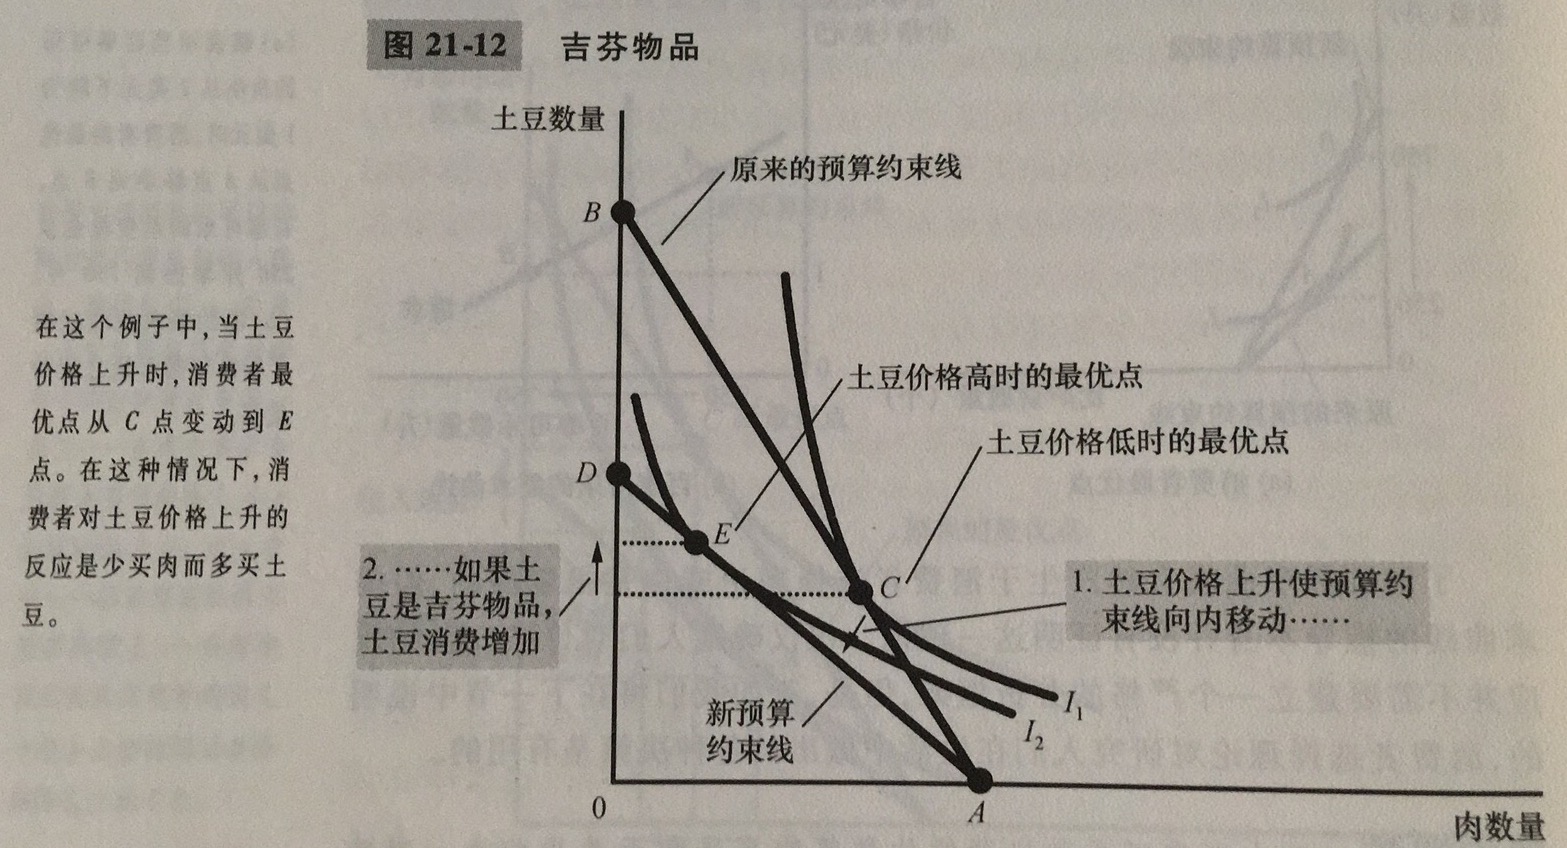 图 21-12 吉芬物品
土豆数量
原来的预算约束线
B
土豆价格高时的最优点
土豆价格低时的最优点
D
E
C
在这个例子中,当土豆
价格上升时,消费者最
优点从 C 点变动到 E
点。在这种情况下,消
费者对土豆价格上升的
反应是少买肉而多买土
豆。
2. ……如果土
豆是吉芬物品,
土豆消费增加
1. 土豆价格上升使预算约
束线向内移动……
新预算
约束线
I1
I2
0
A
肉数量